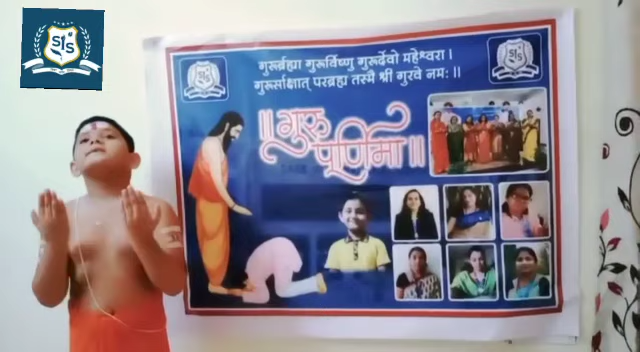 SIS
गुरुर्ब्रह्मा गुरुर्विष्णु गुरुर्देवो महेश्वरा ।
गुरुर्साक्षात् परब्रह्म तस्मै श्री गुरवे नमः ॥
॥ गुरु
पूर्णिमा ॥